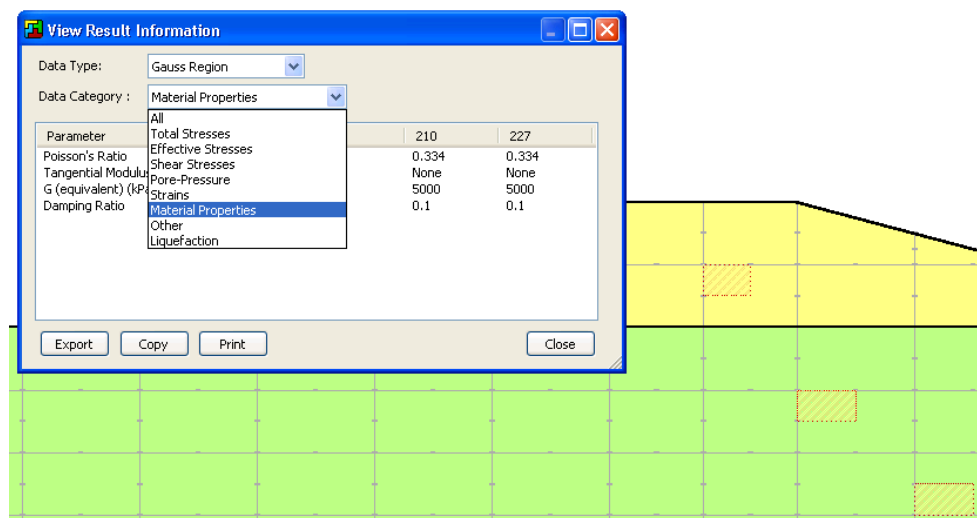 View Result Information
Data Type: Gauss Region
Data Category : Material Properties
All
Total Stresses
Effective Stresses
Shear Stresses
Pore-Pressure
Strains
Material Properties
Other
Liquefaction
Parameter 210 227
Poisson's Ratio 0.334 0.334
Tangential None None
G (equivalent) 5000 5000
Damping Ratio 0.1 0.1
Export Copy Print Close